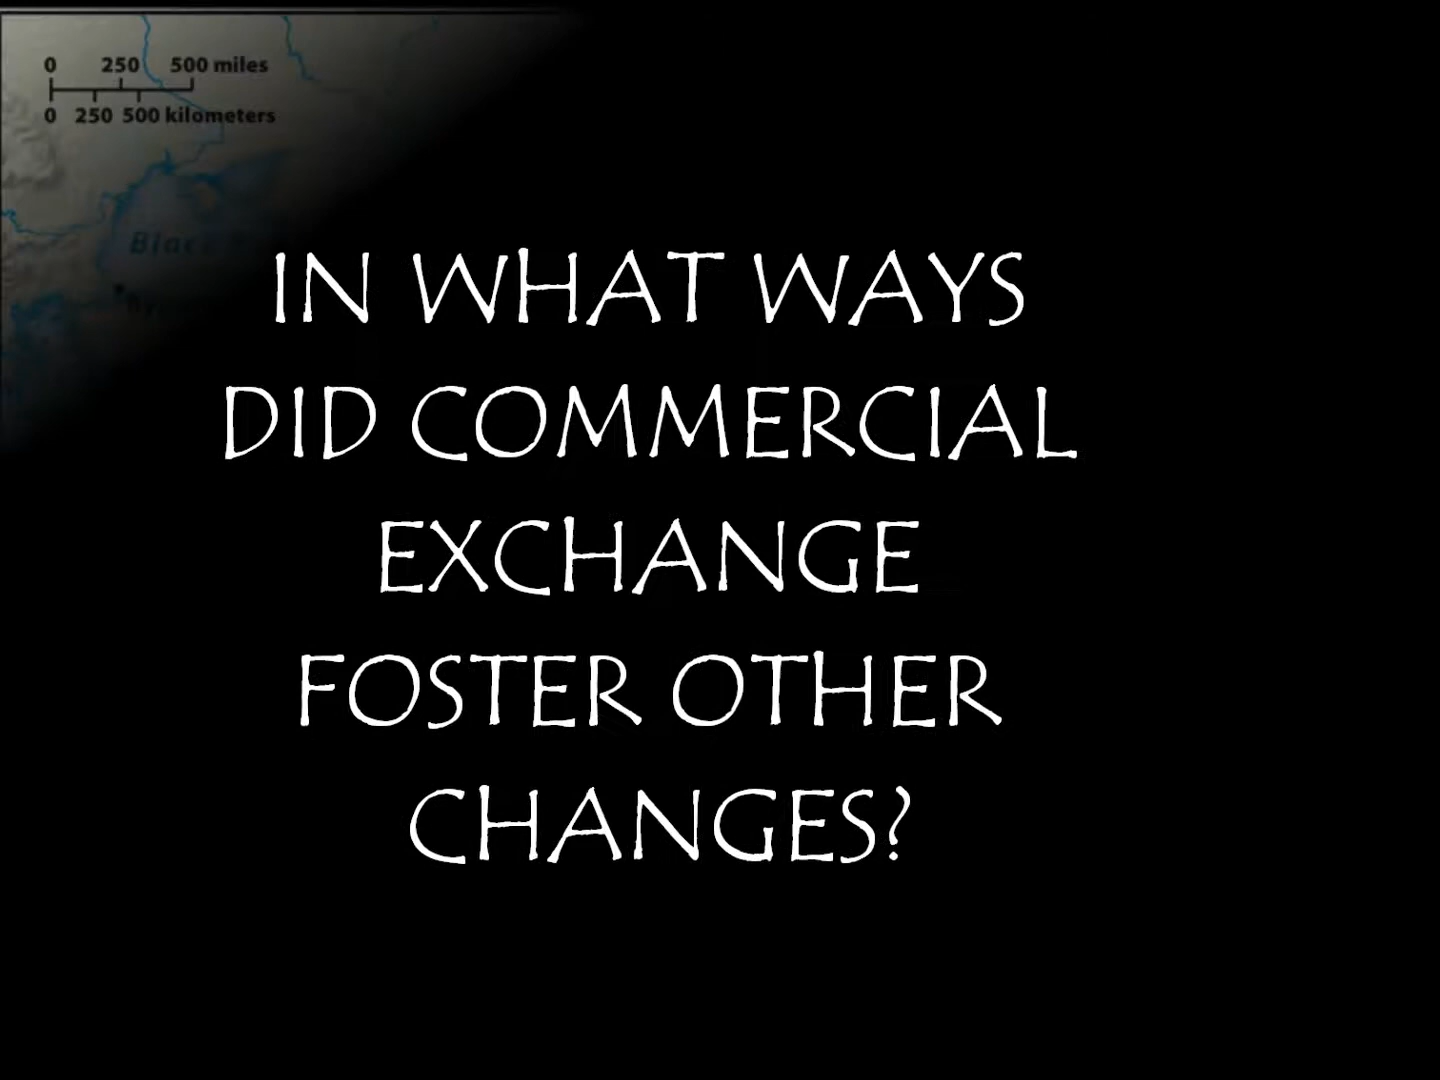 0 250 500 miles
0 250 500 kilometers
IN WHAT WAYS
DID COMMERCIAL
EXCHANGE
FOSTER OTHER
CHANGES?